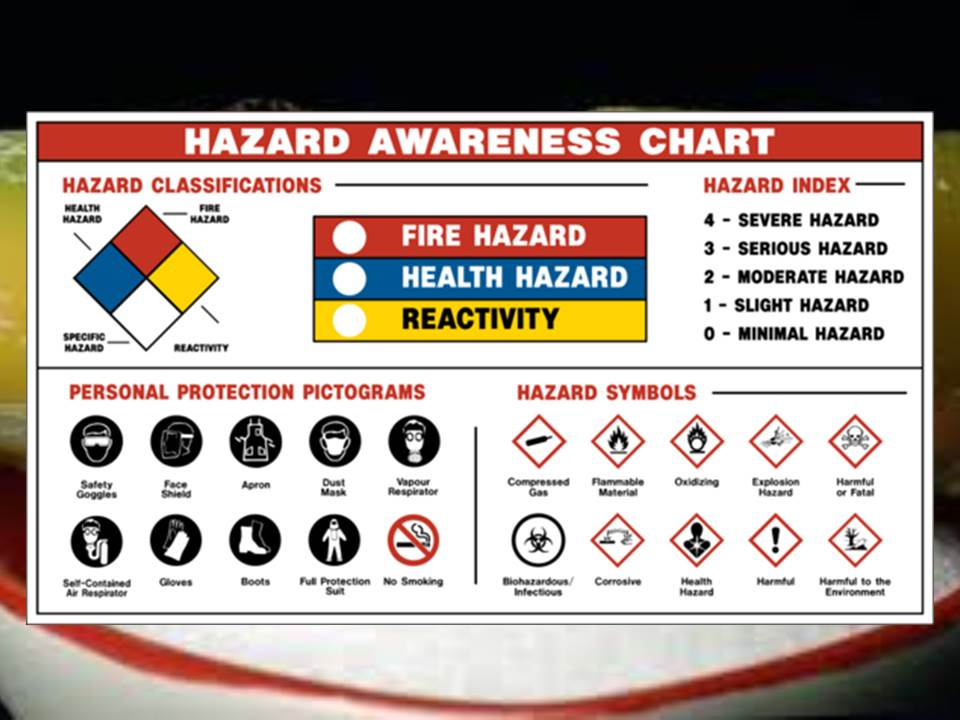 HAZARD AWARENESS CHART
HAZARD CLASSIFICATIONS
HEALTH
HAZARD
FIRE
HAZARD
SPECIFIC
HAZARD
REACTIVITY
FIRE HAZARD
HEALTH HAZARD
REACTIVITY
HAZARD INDEX
4 - SEVERE HAZARD
3 - SERIOUS HAZARD
2 - MODERATE HAZARD
1 - SLIGHT HAZARD
0 - MINIMAL HAZARD
PERSONAL PROTECTION PICTOGRAMS
Safety
Goggles
Face
Shield
Apron
Dust
Mask
Vapour
Respirator
Self-Contained
Air Respirator
Gloves
Boots
Full Protection
Suit
No Smoking
HAZARD SYMBOLS
Compressed
Gas
Flammable
Material
Oxidizing
Explosion
Hazard
Harmful
or Fatal
Biohazardous/
Infectious
Corrosive
Health
Hazard
Harmful
Harmful to the
Environment